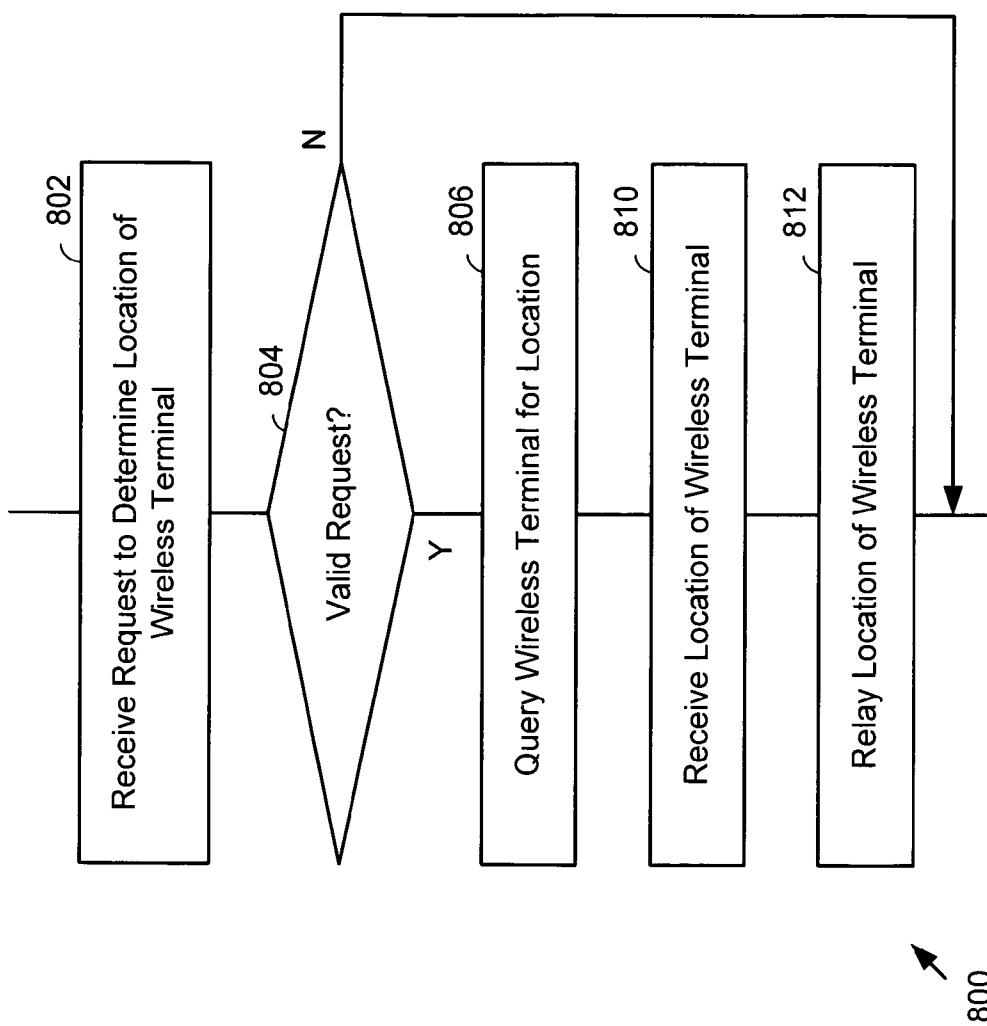 802
Receive Request to Determine Location of
Wireless Terminal
804
Valid Request?
N
Y
806
Query Wireless Terminal for Location
810
Receive Location of Wireless Terminal
812
Relay Location of Wireless Terminal
800